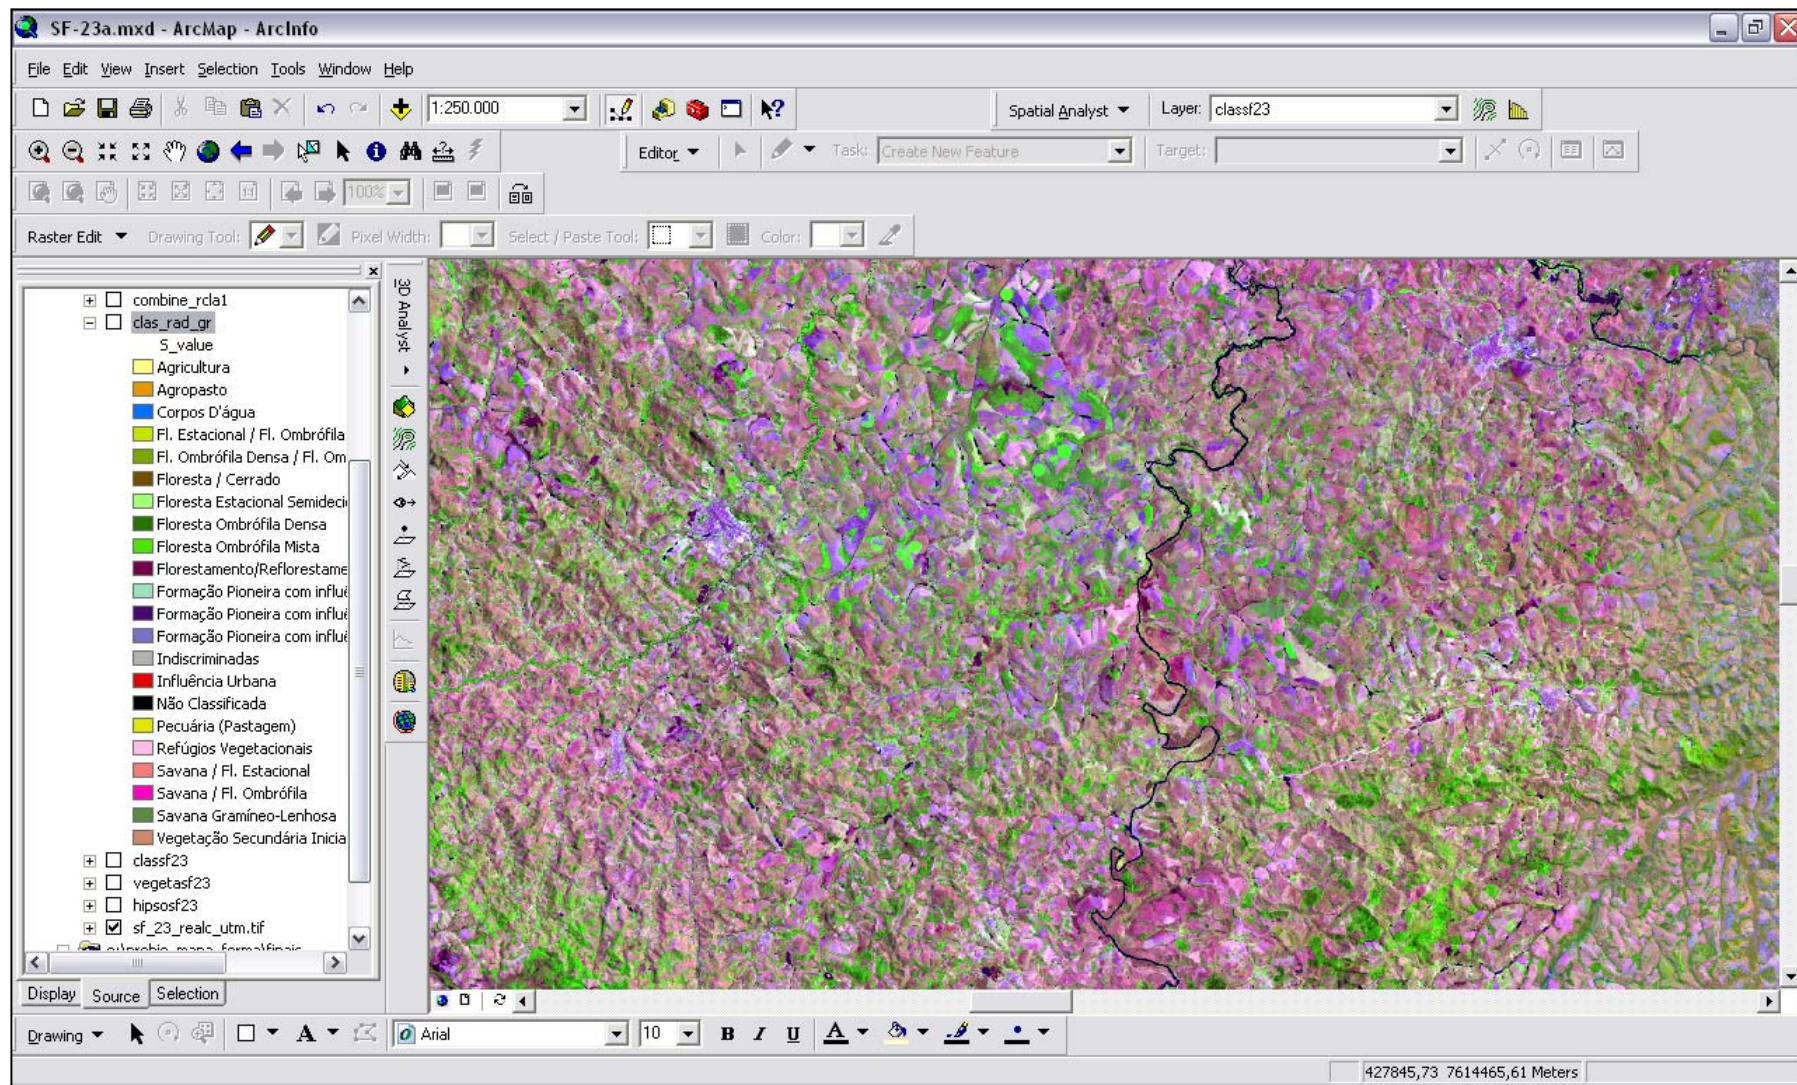 SF-23a.mxd - ArcMap - ArcInfo
File Edit View Insert Selection Tools Window Help
1:250.000
Spatial Analyst
Layer: classf23
Editor
Task: Create New Feature
Target:
100%
Raster Edit
Drawing Tool:
Pixel Width:
Select / Paste Tool:
Color:
3D Analyst
combine_rcla1
clas_rad_gr
S_value
Agricultura
Agropasto
Corpos D'água
Fl. Estacional / Fl. Ombrófila
Fl. Ombrófila Densa / Fl. Om
Floresta / Cerrado
Floresta Estacional Semideci
Floresta Ombrófila Densa
Floresta Ombrófila Mista
Florestamento/Reflorestame
Formação Pioneira com influê
Formação Pioneira com influê
Formação Pioneira com influê
Indiscriminadas
Influência Urbana
Não Classificada
Pecuária (Pastagem)
Refúgios Vegetacionais
Savana / Fl. Estacional
Savana / Fl. Ombrófila
Savana Gramíneo-Lenhosa
Vegetação Secundária Inicia
classf23
vegetasf23
hipsosf23
sf_23_realc_utm.tif
Display Source Selection
Drawing
A
Arial
10
B I U A
427845,73 7614465,61 Meters